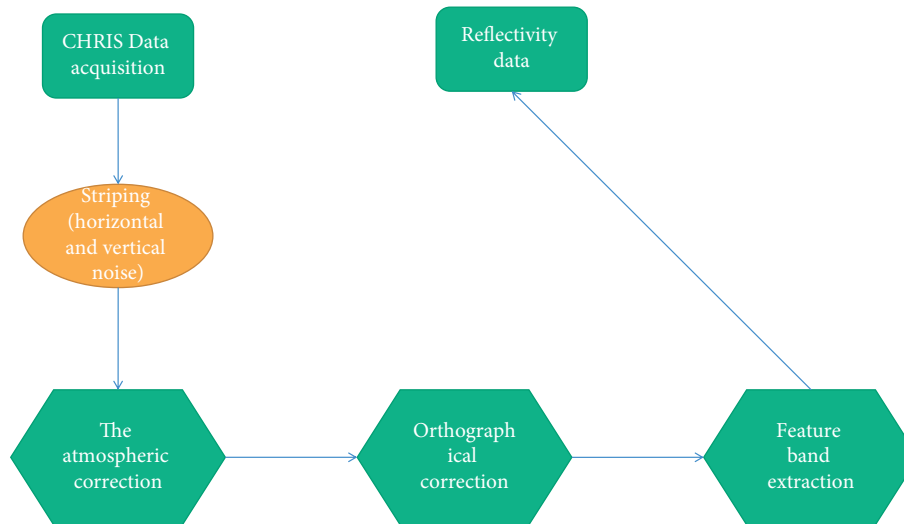 CHRIS Data
acquisition
Reflectivity
data
Striping
(horizontal
and vertical
noise)
The
atmospheric
correction
Orthograph
ical
correction
Feature
band
extraction